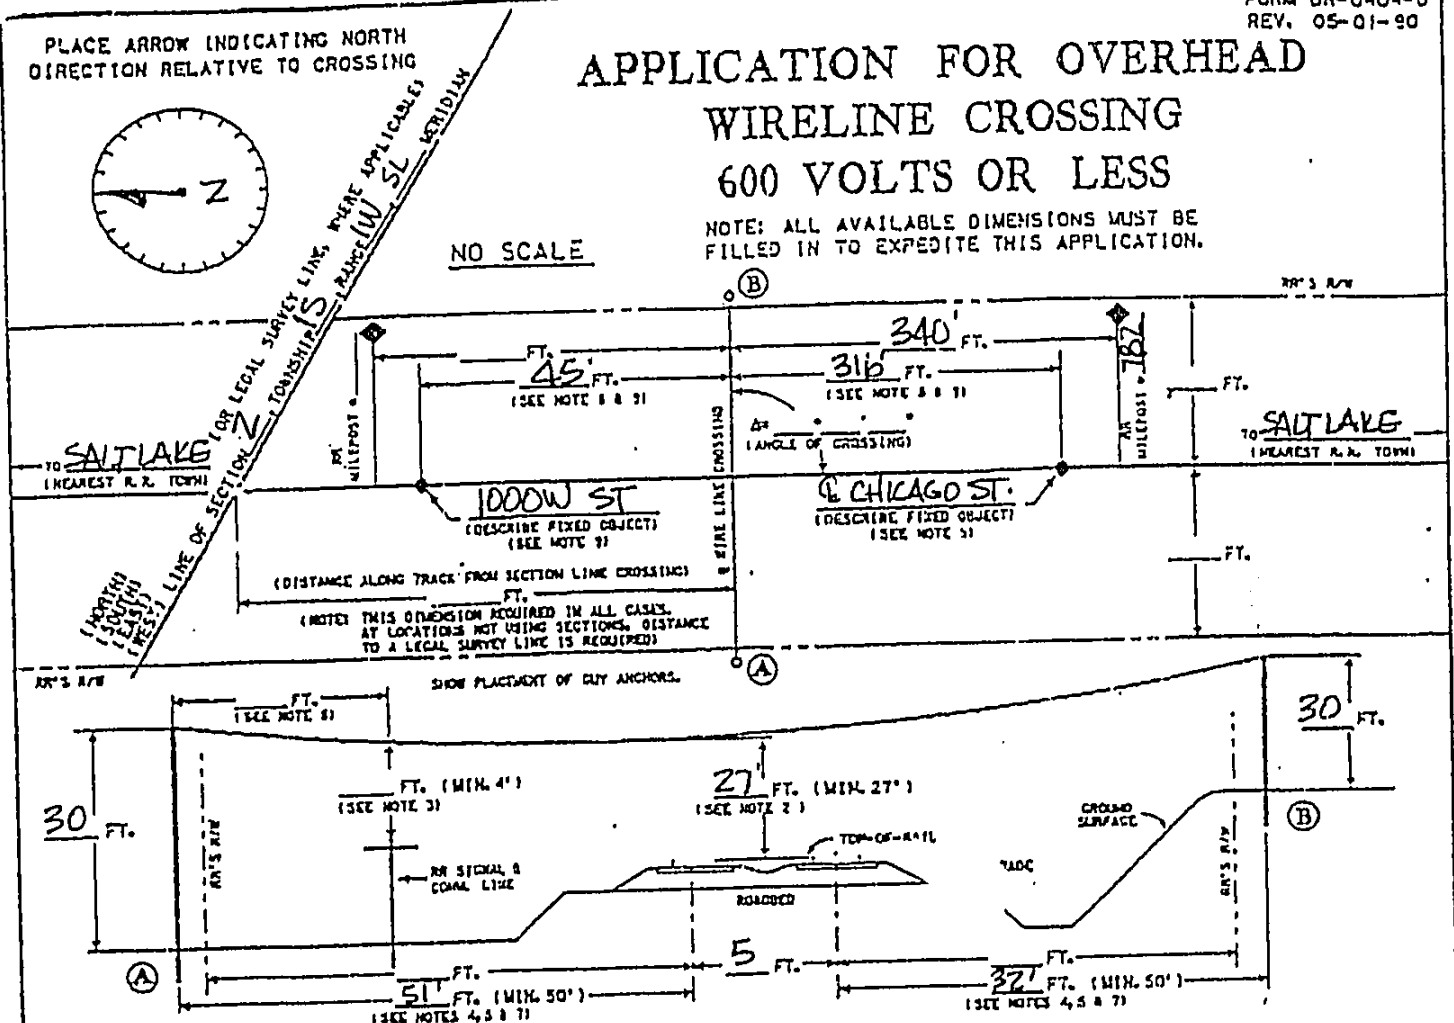 REV. 05-01-90
PLACE ARROW INDICATING NORTH
DIRECTION RELATIVE TO CROSSING
N
APPLICATION FOR OVERHEAD
WIRELINE CROSSING
600 VOLTS OR LESS
NOTE: ALL AVAILABLE DIMENSIONS MUST BE
FILLED IN TO EXPEDITE THIS APPLICATION.
NO SCALE
(NORTH)
(SOUTH)
(EAST)
(WEST) LINE OF SECTION 2 TOWNSHIP 1S RANGE 1W SL MERIDIAN
(OR LEGAL SURVEY LINE, WHERE APPLICABLE)
B
RR'S R/W
FT.
340' FT.
45' FT.
(SEE NOTE 8 & 9)
316 FT.
(SEE NOTE 8 & 9)
RR MILEPOST
RR MILEPOST 782
FT.
Δ= ° ' "
(ANGLE OF CROSSING)
WIRE LINE CROSSING
TO SALT LAKE
(NEAREST R.R. TOWN)
TO SALT LAKE
(NEAREST R.R. TOWN)
1000W ST
(DESCRIBE FIXED OBJECT)
(SEE NOTE 9)
℄ CHICAGO ST.
(DESCRIBE FIXED OBJECT)
(SEE NOTE 9)
FT.
(DISTANCE ALONG TRACK FROM SECTION LINE CROSSING)
FT.
(NOTE: THIS DIMENSION REQUIRED IN ALL CASES.
AT LOCATIONS NOT USING SECTIONS, DISTANCE
TO A LEGAL SURVEY LINE IS REQUIRED)
A
RR'S R/W
SHOW PLACEMENT OF GUY ANCHORS.
FT.
(SEE NOTE 8)
30 FT.
FT. (MIN. 4')
(SEE NOTE 3)
27' FT. (MIN. 27')
(SEE NOTE 2)
30 FT.
GROUND
SURFACE
B
TOP-OF-RAIL
RR'S R/W
RR SIGNAL &
COMM. LINE
ROADBED
RR'S R/W
A
FT.
5 FT.
FT.
51' FT. (MIN. 50')
(SEE NOTES 4,5 & 7)
32' FT. (MIN. 50')
(SEE NOTES 4,5 & 7)